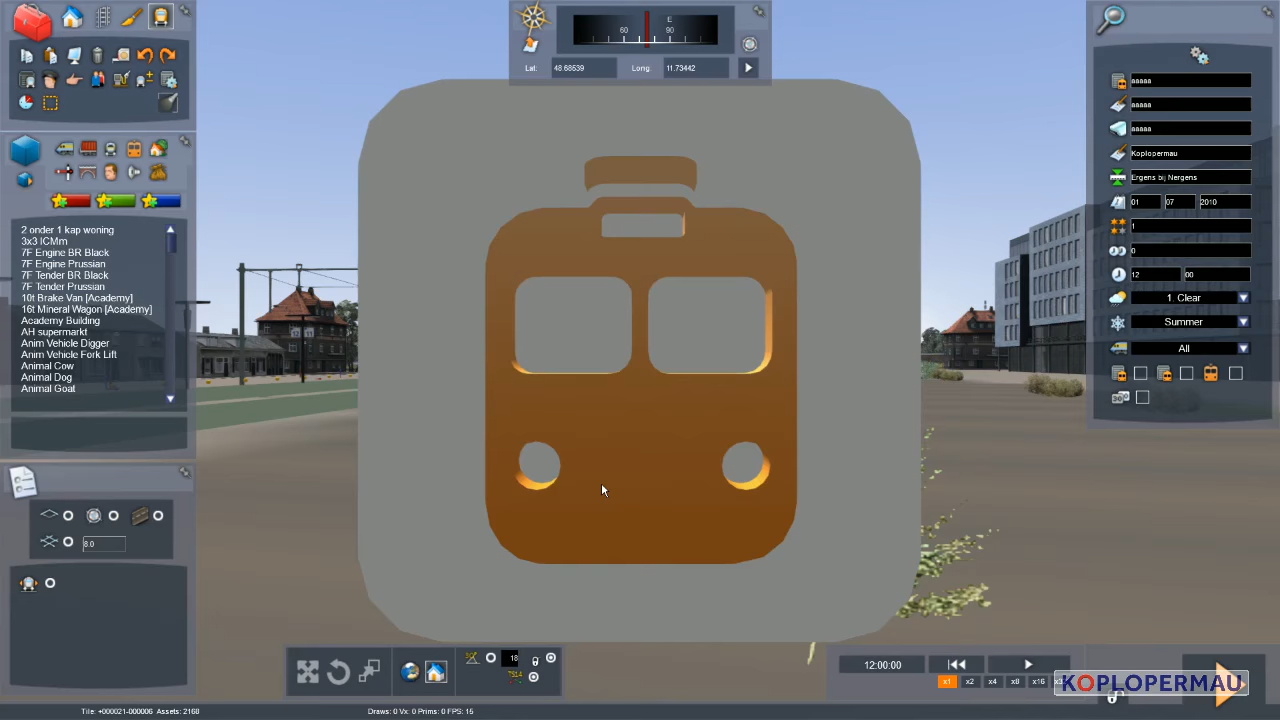 E
60
90
Lat:
48.68539
Long:
11.73442
aaaaa
aaaaa
aaaaa
Koplopermau
Ergens bij Nergens
01
07
2010
1
0
12
00
1. Clear
Summer
All
2 onder 1 kap woning
3x3 ICMm
7F Engine BR Black
7F Engine Prussian
7F Tender BR Black
7F Tender Prussian
10t Brake Van [Academy]
16t Mineral Wagon [Academy]
Academy Building
AH supermarkt
Anim Vehicle Digger
Anim Vehicle Fork Lift
Animal Cow
Animal Dog
Animal Goat
8.0
18
12:00:00
x1
x2
x4
x8
x16
KOPLOPERMAU
Tile: +000021-000006 Assets: 2168
Draws: 0 Vx: 0 Prims: 0 FPS: 15